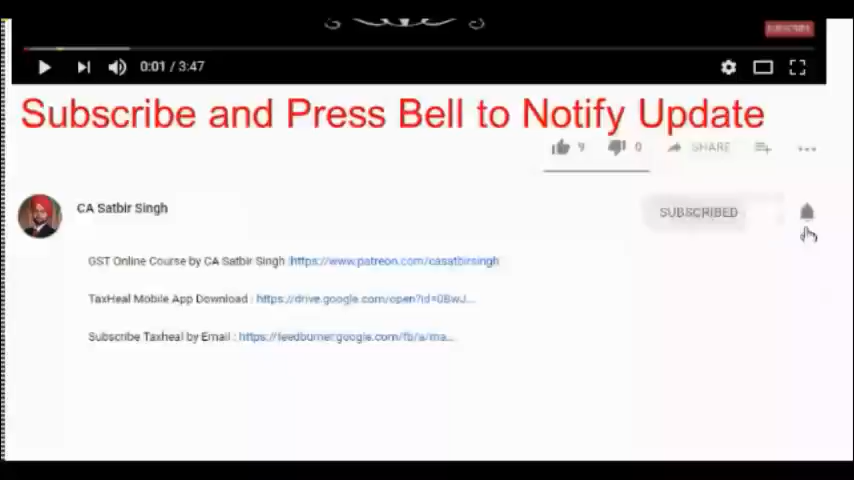 SUBSCRIBE
0:01 / 3:47
Subscribe and Press Bell to Notify Update
9 0 SHARE
CA Satbir Singh
SUBSCRIBED
GST Online Course by CA Satbir Singh :https://www.patreon.com/casatbirsingh
TaxHeal Mobile App Download : https://drive.google.com/open?id=0BwJ...
Subscribe Taxheal by Email : https://feedburner.google.com/fb/a/ma...